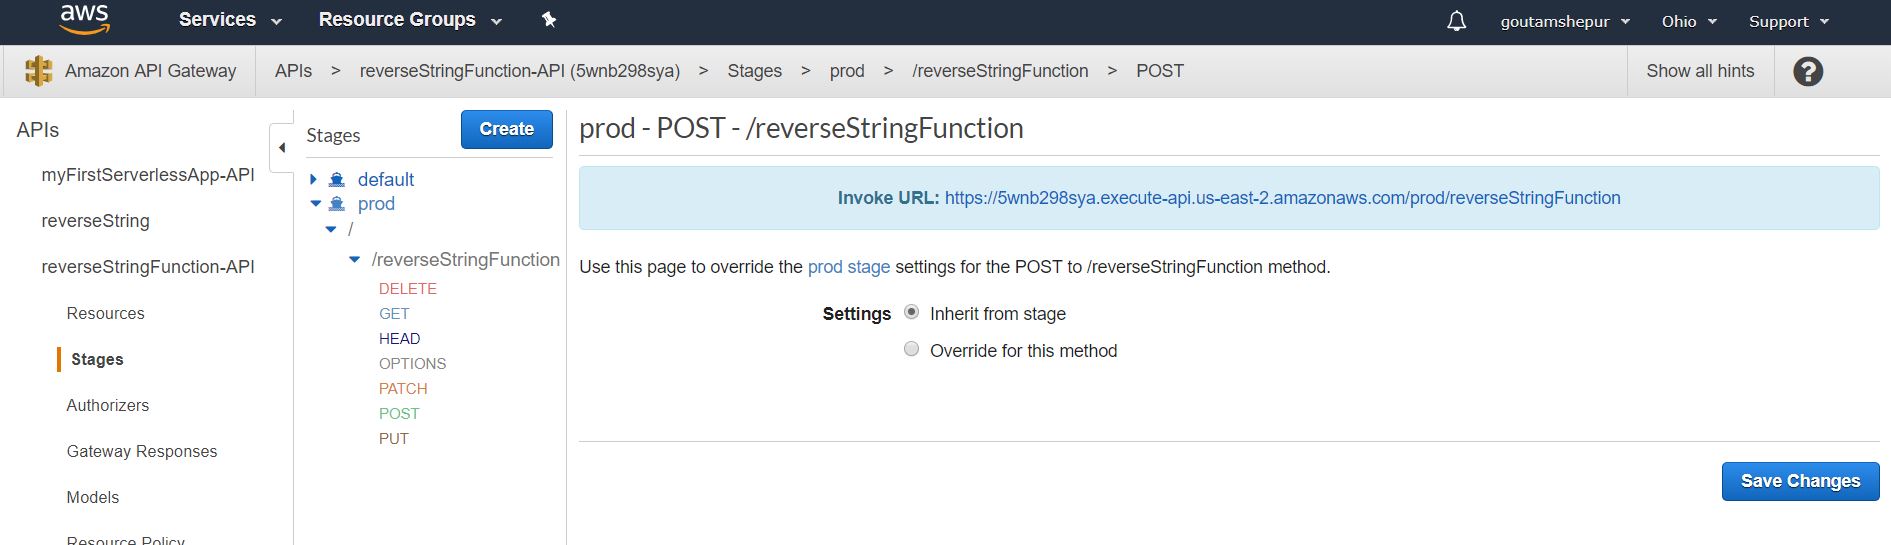 aws Services Resource Groups goutamshepur Ohio Support
Amazon API Gateway APIs > reverseStringFunction-API (5wnb298sya) > Stages > prod > /reverseStringFunction > POST Show all hints ?
APIs
myFirstServerlessApp-API
reverseString
reverseStringFunction-API
Resources
Stages
Authorizers
Gateway Responses
Models
Resource Policy
Stages Create
default
prod
/
/reverseStringFunction
DELETE
GET
HEAD
OPTIONS
PATCH
POST
PUT
prod - POST - /reverseStringFunction
Invoke URL: https://5wnb298sya.execute-api.us-east-2.amazonaws.com/prod/reverseStringFunction
Use this page to override the prod stage settings for the POST to /reverseStringFunction method.
Settings Inherit from stage
Override for this method
Save Changes